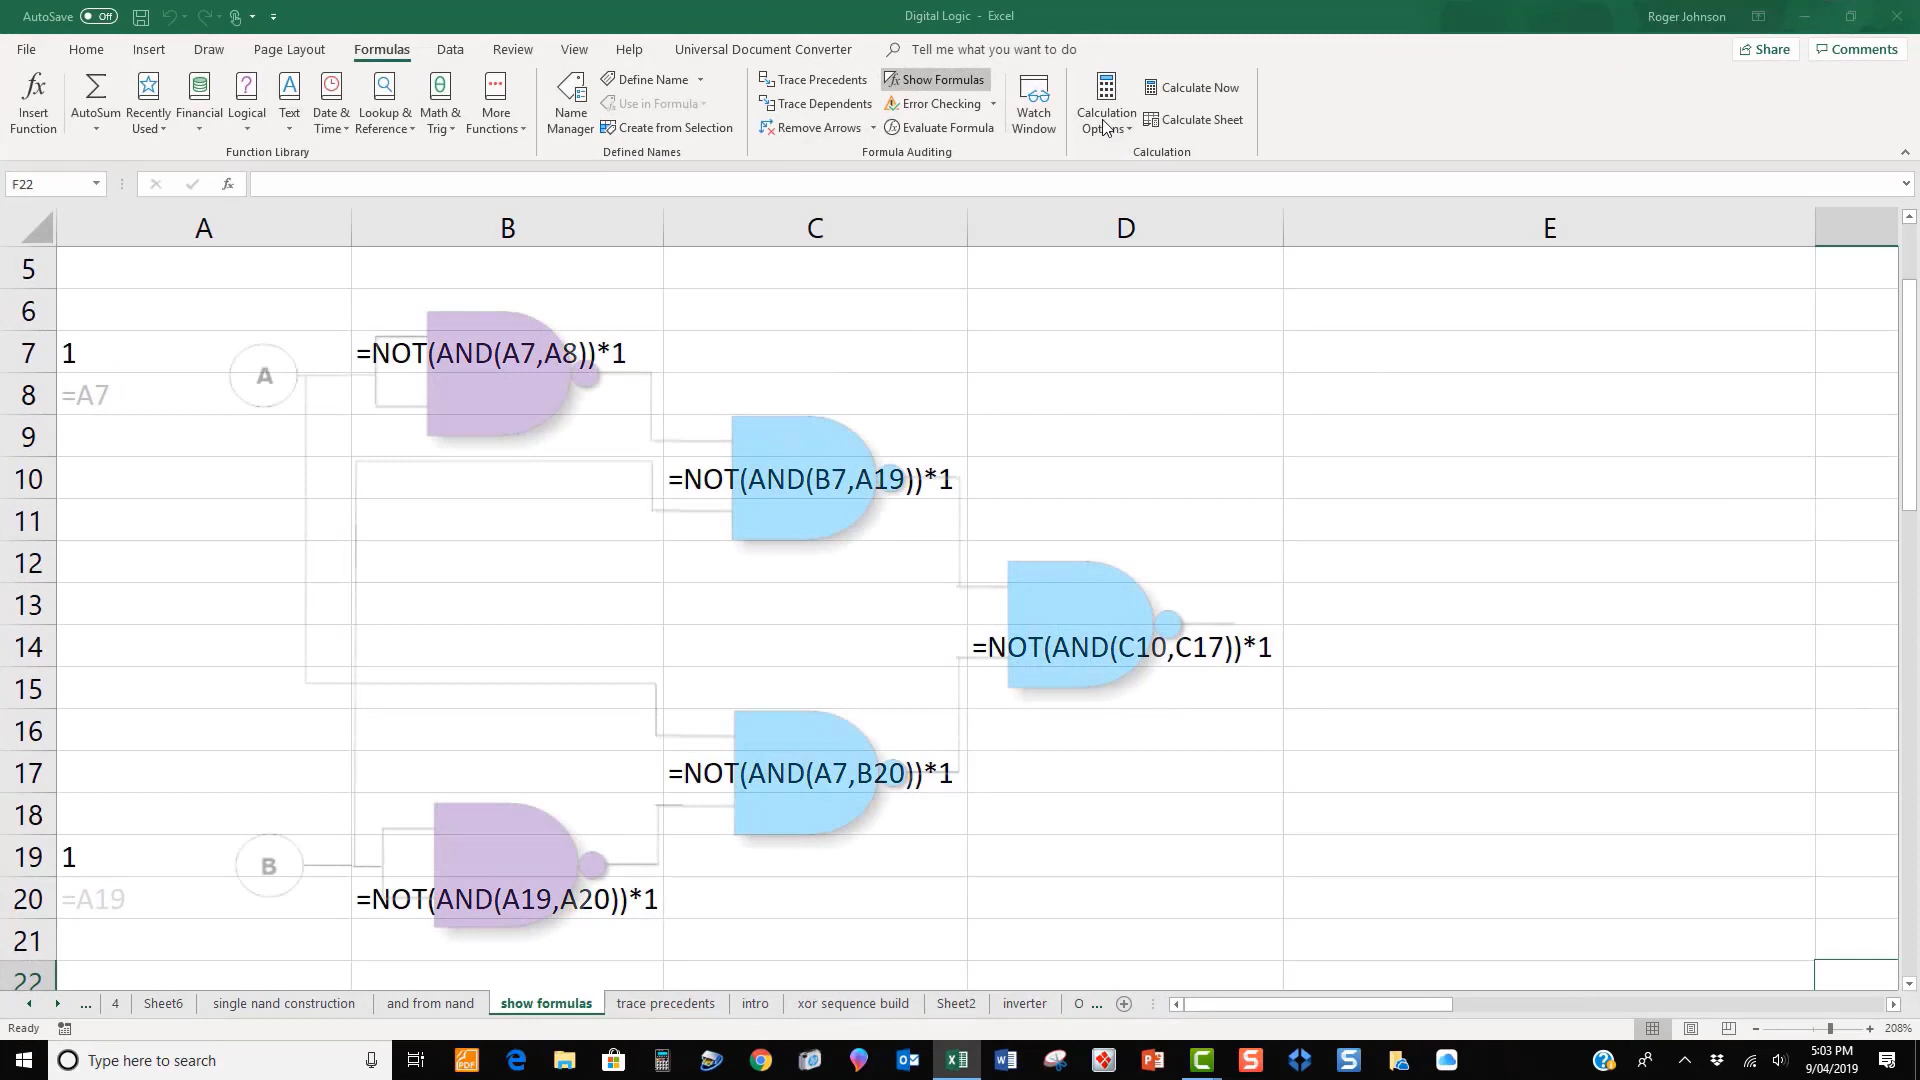 AutoSave Off
Digital Logic - Excel
Roger Johnson
File Home Insert Draw Page Layout Formulas Data Review View Help Universal Document Converter Tell me what you want to do
Share Comments
fx Insert Function
Σ AutoSum
Recently Used
Financial
? Logical
A Text
Date & Time
Lookup & Reference
θ Math & Trig
More Functions
Function Library
Name Manager
Define Name
Use in Formula
Create from Selection
Defined Names
Trace Precedents
Trace Dependents
Remove Arrows
Show Formulas
Error Checking
Evaluate Formula
Formula Auditing
Watch Window
Calculation Options
Calculate Now
Calculate Sheet
Calculation
F22 fx
A B C D E
5
6
7 1 =NOT(AND(A7,A8))*1
A
8 =A7
9
10 =NOT(AND(B7,A19))*1
11
12
13
14 =NOT(AND(C10,C17))*1
15
16
17 =NOT(AND(A7,B20))*1
18
19 1
B
20 =A19 =NOT(AND(A19,A20))*1
21
22
... 4 Sheet6 single nand construction and from nand show formulas trace precedents intro xor sequence build Sheet2 inverter O ...
Ready
208%
Type here to search
5:03 PM
9/04/2019